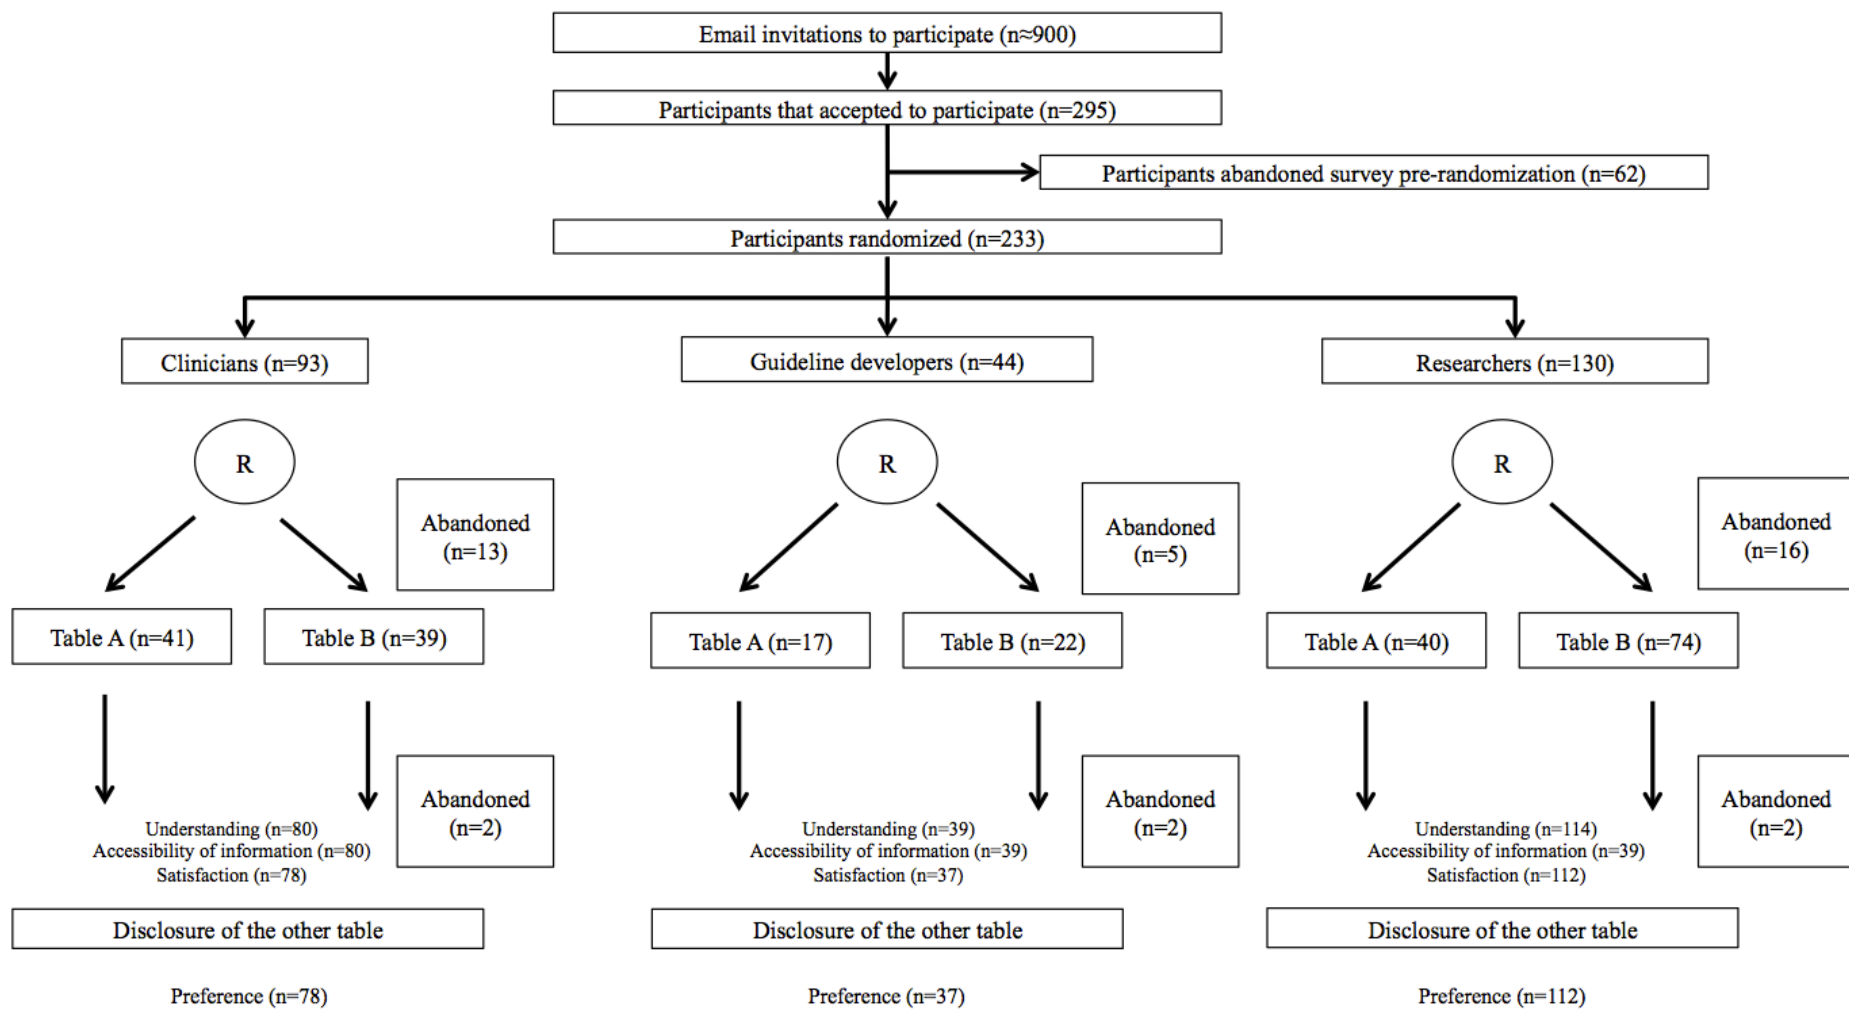 Email invitations to participate (n≈900)
Participants that accepted to participate (n=295)
Participants abandoned survey pre-randomization (n=62)
Participants randomized (n=233)
Clinicians (n=93)
Guideline developers (n=44)
Researchers (n=130)
R
R
R
Abandoned
(n=13)
Abandoned
(n=5)
Abandoned
(n=16)
Table A (n=41)
Table B (n=39)
Table A (n=17)
Table B (n=22)
Table A (n=40)
Table B (n=74)
Abandoned
(n=2)
Abandoned
(n=2)
Abandoned
(n=2)
Understanding (n=80)
Accessibility of information (n=80)
Satisfaction (n=78)
Understanding (n=39)
Accessibility of information (n=39)
Satisfaction (n=37)
Understanding (n=114)
Accessibility of information (n=39)
Satisfaction (n=112)
Disclosure of the other table
Disclosure of the other table
Disclosure of the other table
Preference (n=78)
Preference (n=37)
Preference (n=112)